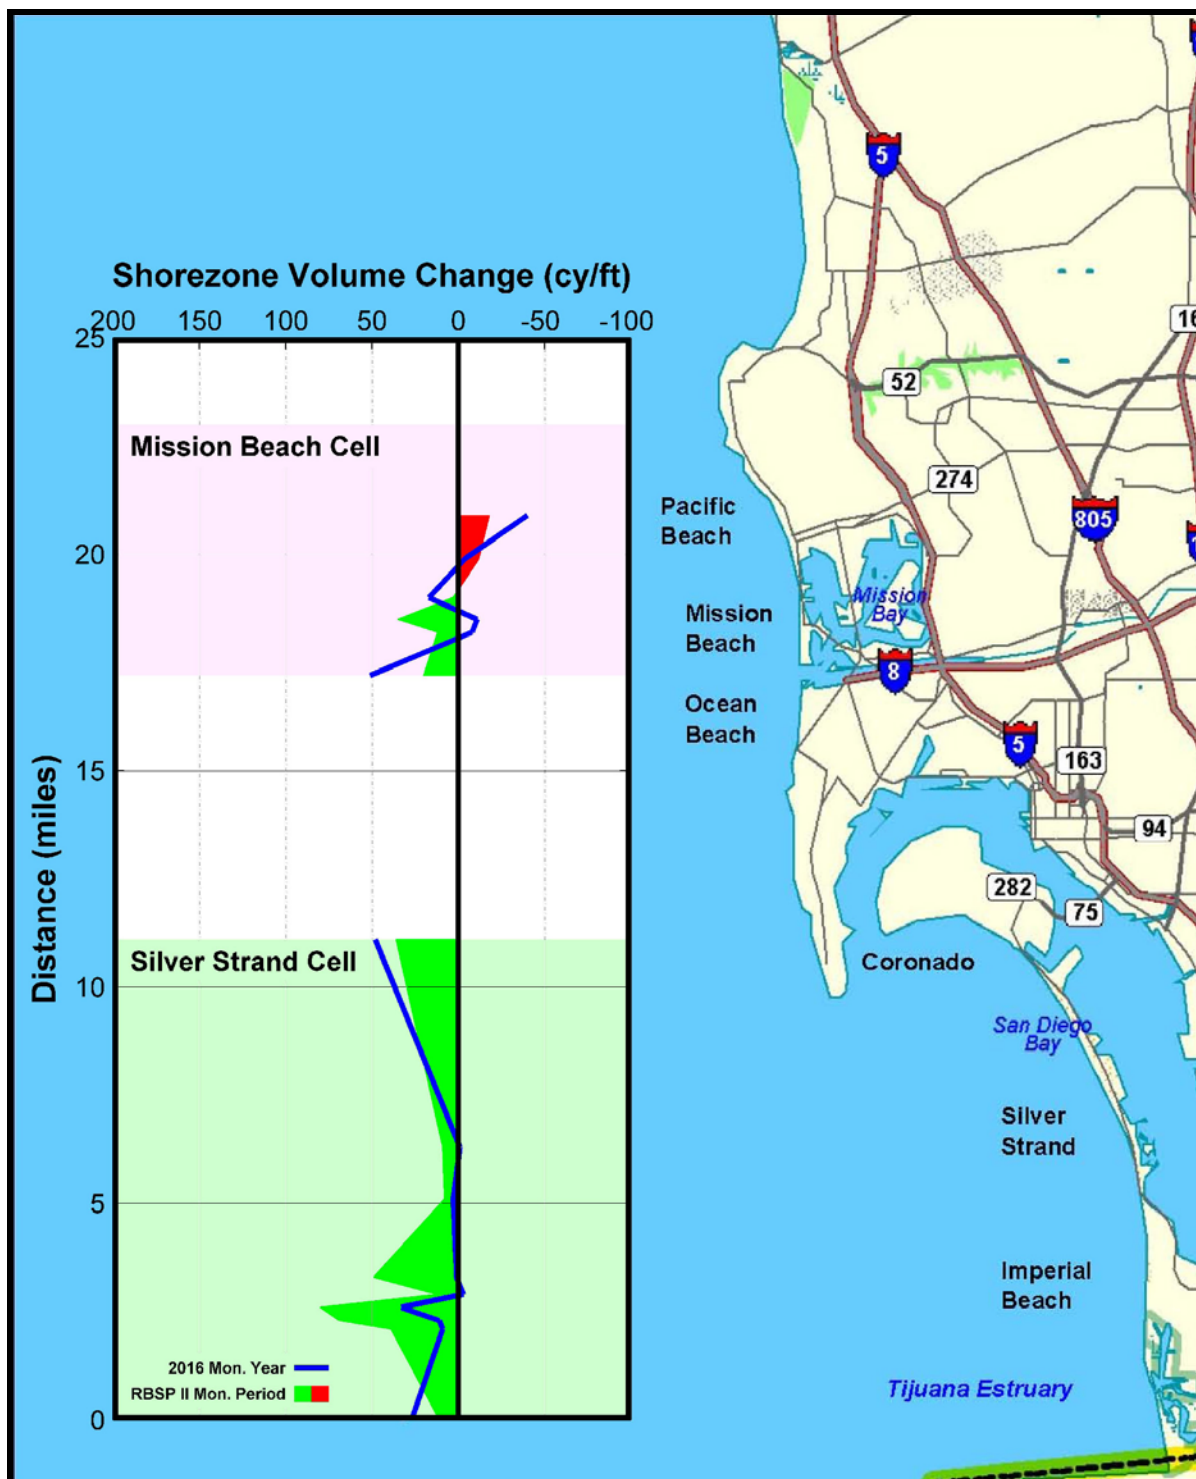 Shorezone Volume Change (cy/ft)
200 150 100 50 0 -50 -100
25
Mission Beach Cell
20
15
Distance (miles)
Silver Strand Cell
10
5
2016 Mon. Year
RBSP II Mon. Period
0
5
16
52
274
805
Pacific
Beach
Mission
Bay
Mission
Beach
8
Ocean
Beach
5
163
94
282
75
Coronado
San Diego
Bay
Silver
Strand
Imperial
Beach
Tijuana Estruary